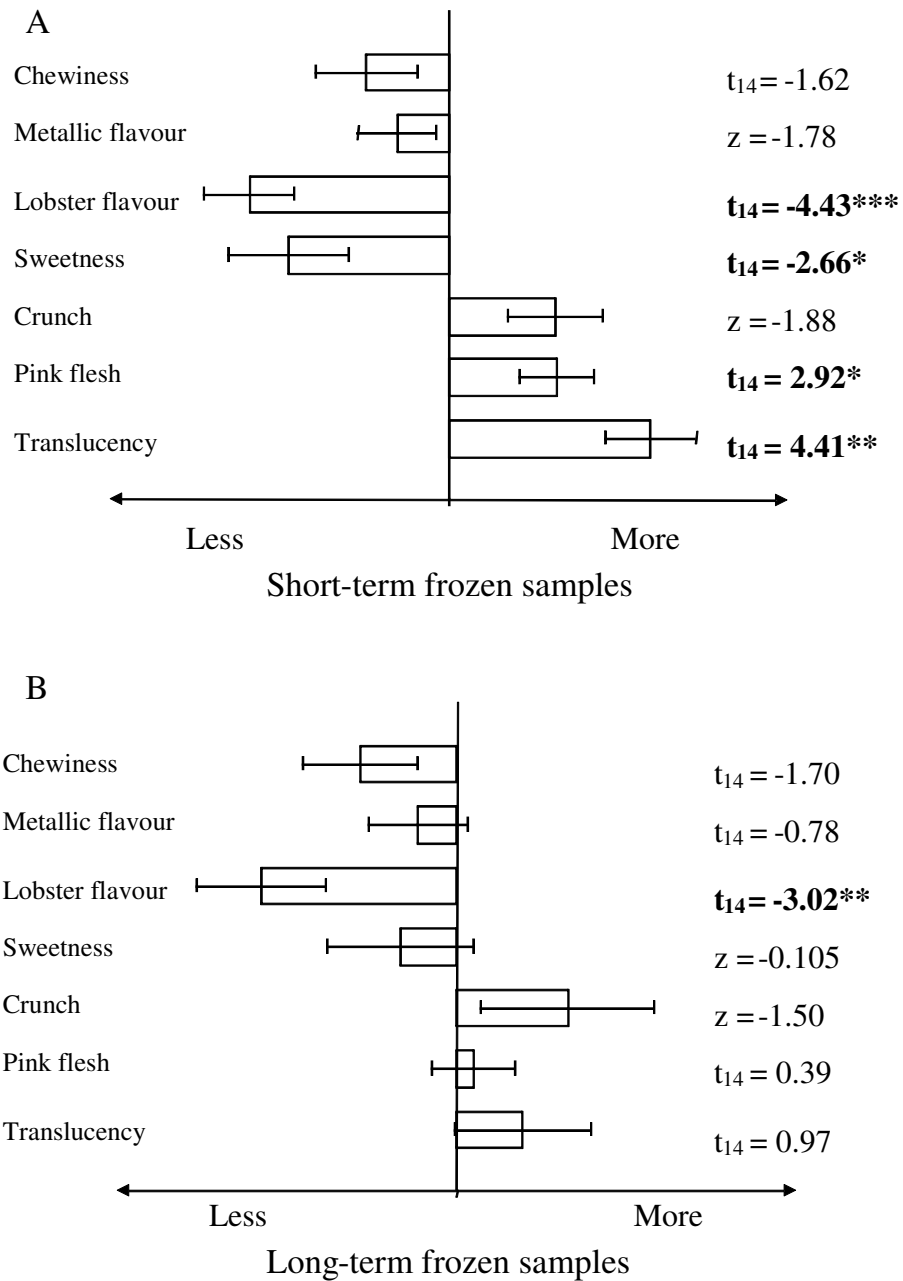 A
Chewiness t₁₄ = -1.62
Metallic flavour z = -1.78
Lobster flavour t₁₄ = -4.43***
Sweetness t₁₄ = -2.66*
Crunch z = -1.88
Pink flesh t₁₄ = 2.92*
Translucency t₁₄ = 4.41**
Less More
Short-term frozen samples
B
Chewiness t₁₄ = -1.70
Metallic flavour t₁₄ = -0.78
Lobster flavour t₁₄ = -3.02**
Sweetness z = -0.105
Crunch z = -1.50
Pink flesh t₁₄ = 0.39
Translucency t₁₄ = 0.97
Less More
Long-term frozen samples